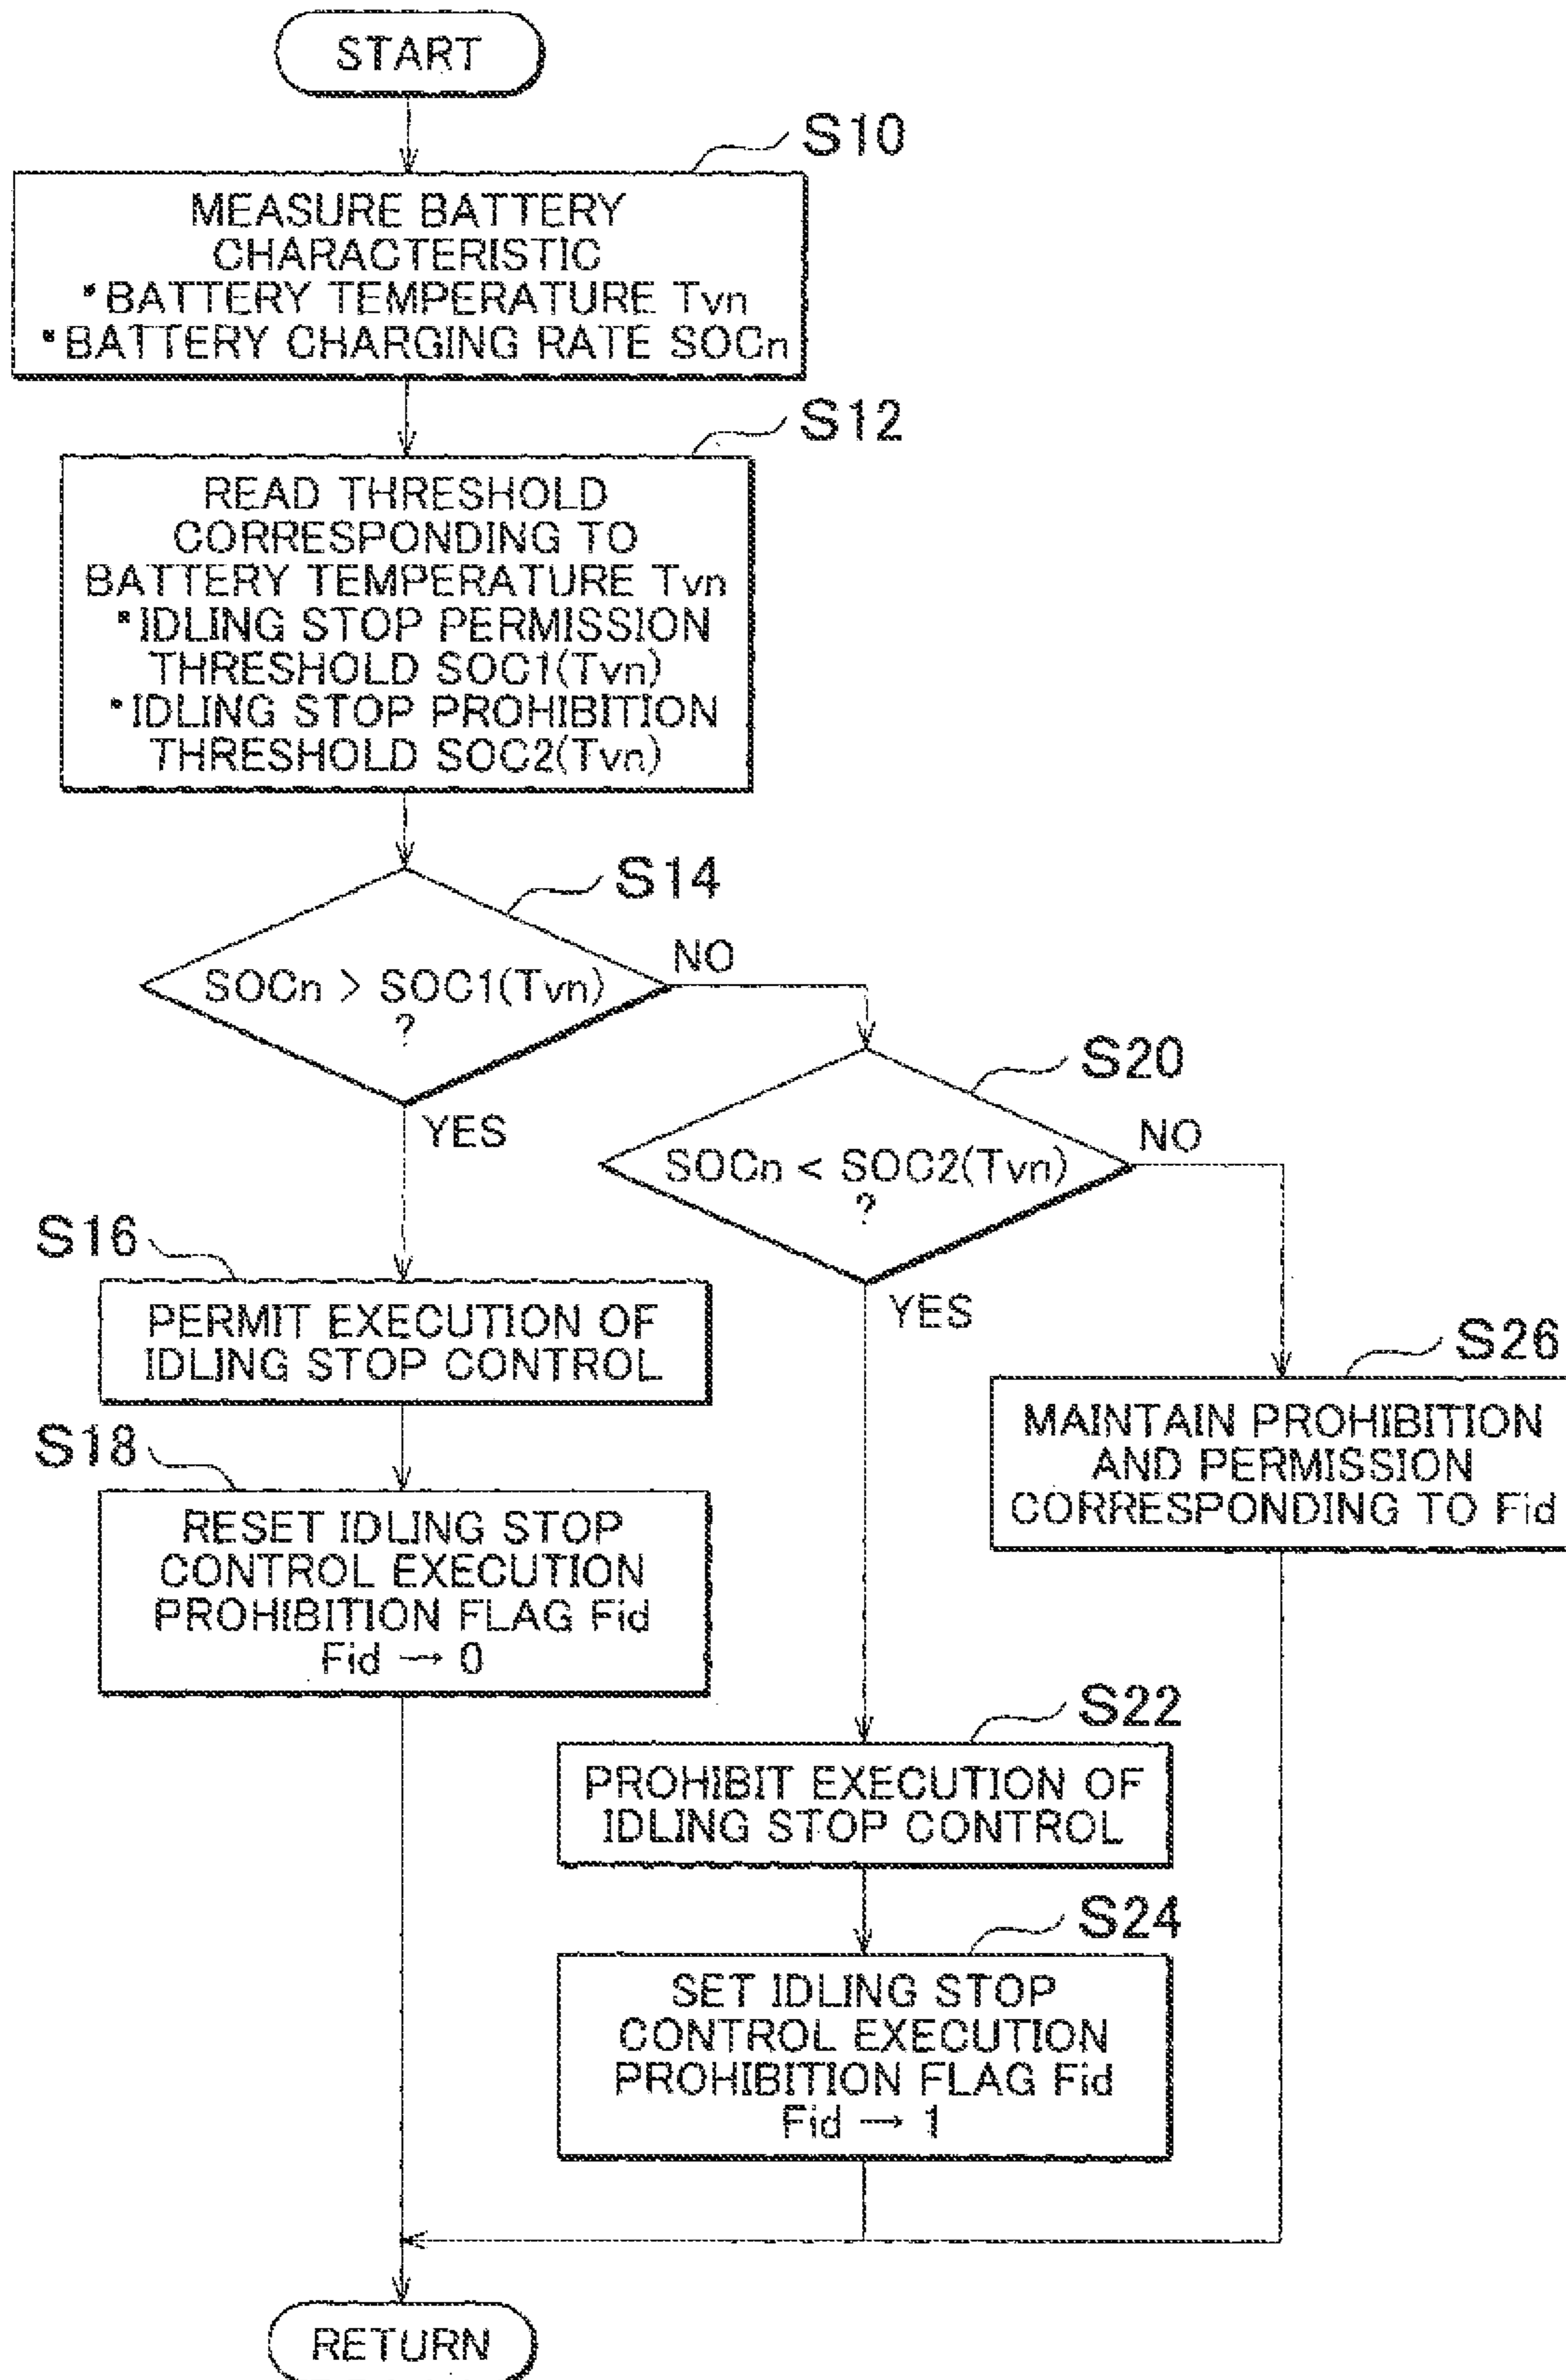 START
S10
MEASURE BATTERY
CHARACTERISTIC
*BATTERY TEMPERATURE Tvn
*BATTERY CHARGING RATE SOCn
S12
READ THRESHOLD
CORRESPONDING TO
BATTERY TEMPERATURE Tvn
*IDLING STOP PERMISSION
THRESHOLD SOC1(Tvn)
*IDLING STOP PROHIBITION
THRESHOLD SOC2(Tvn)
S14
SOCn > SOC1(Tvn)
?
NO
YES
S20
SOCn < SOC2(Tvn)
?
NO
YES
S16
PERMIT EXECUTION OF
IDLING STOP CONTROL
S18
RESET IDLING STOP
CONTROL EXECUTION
PROHIBITION FLAG Fid
Fid → 0
S26
MAINTAIN PROHIBITION
AND PERMISSION
CORRESPONDING TO Fid
S22
PROHIBIT EXECUTION OF
IDLING STOP CONTROL
S24
SET IDLING STOP
CONTROL EXECUTION
PROHIBITION FLAG Fid
Fid → 1
RETURN